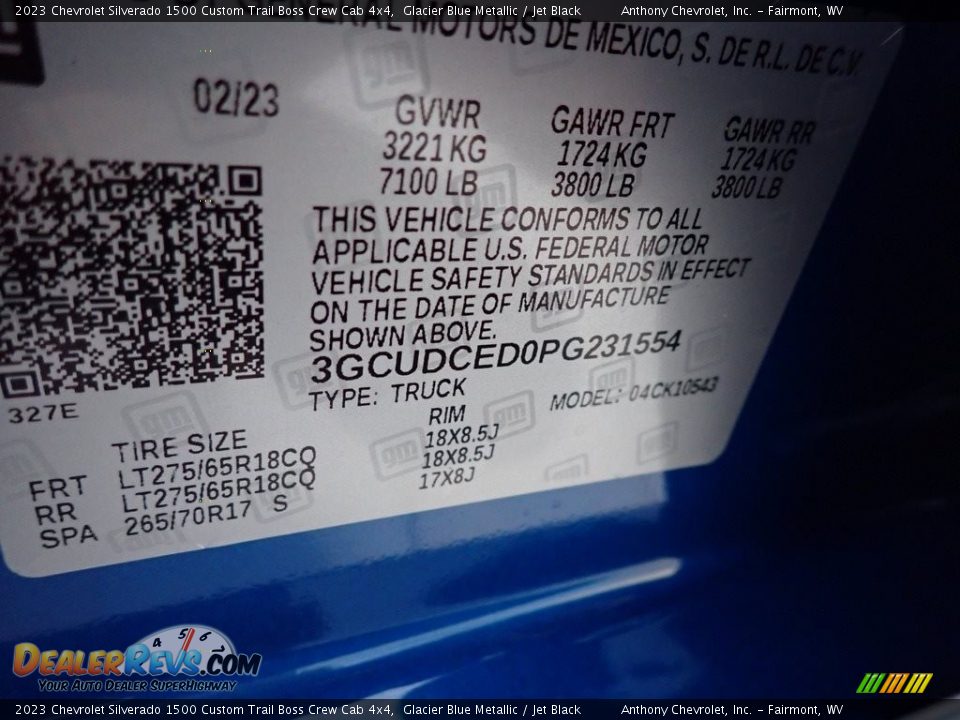 2023 Chevrolet Silverado 1500 Custom Trail Boss Crew Cab 4x4, Glacier Blue Metallic / Jet Black Anthony Chevrolet, Inc. - Fairmont, WV
MOTORS DE MEXICO, S. DE R.L. DE C.V.
02/23
GVWR GAWR FRT GAWR RR
3221 KG 1724 KG 1724 KG
7100 LB 3800 LB 3800 LB
THIS VEHICLE CONFORMS TO ALL
APPLICABLE U.S. FEDERAL MOTOR
VEHICLE SAFETY STANDARDS IN EFFECT
ON THE DATE OF MANUFACTURE
SHOWN ABOVE.
3GCUDCED0PG231554
TYPE: TRUCK MODEL: 04CK10543
327E
TIRE SIZE RIM
FRT LT275/65R18CQ 18X8.5J
RR LT275/65R18CQ 18X8.5J
SPA 265/70R17 S 17X8J
4 5 6
DealerRevs.com
Your Auto Dealer SuperHighway
2023 Chevrolet Silverado 1500 Custom Trail Boss Crew Cab 4x4, Glacier Blue Metallic / Jet Black Anthony Chevrolet, Inc. - Fairmont, WV